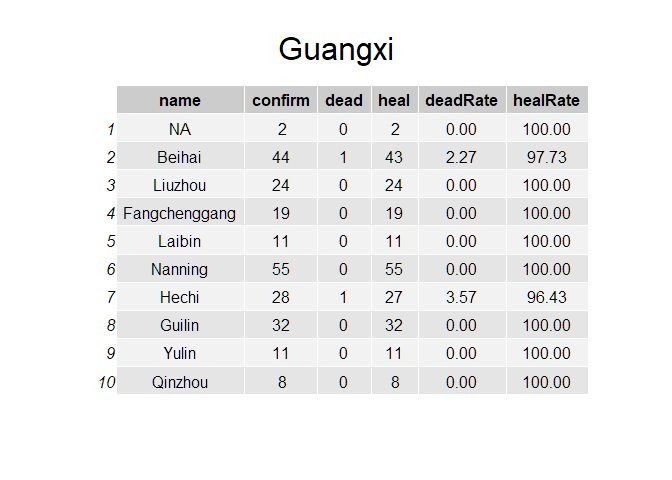 Guangxi
name confirm dead heal deadRate healRate
1 NA 2 0 2 0.00 100.00
2 Beihai 44 1 43 2.27 97.73
3 Liuzhou 24 0 24 0.00 100.00
4 Fangchenggang 19 0 19 0.00 100.00
5 Laibin 11 0 11 0.00 100.00
6 Nanning 55 0 55 0.00 100.00
7 Hechi 28 1 27 3.57 96.43
8 Guilin 32 0 32 0.00 100.00
9 Yulin 11 0 11 0.00 100.00
10 Qinzhou 8 0 8 0.00 100.00